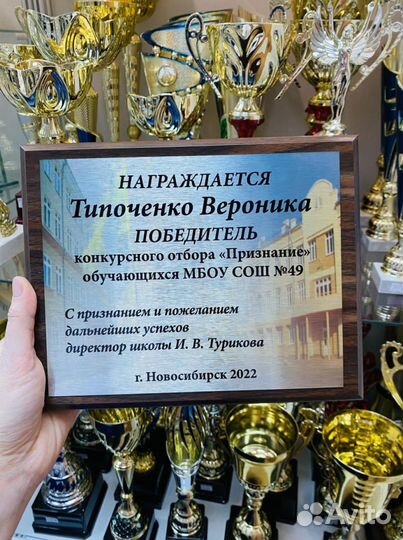 НАГРАЖДАЕТСЯ
Типоченко Вероника
ПОБЕДИТЕЛЬ
конкурсного отбора «Признание»
обучающихся МБОУ СОШ №49
С признанием и пожеланием
дальнейших успехов
директор школы И. В. Турикова
г. Новосибирск 2022
Avito